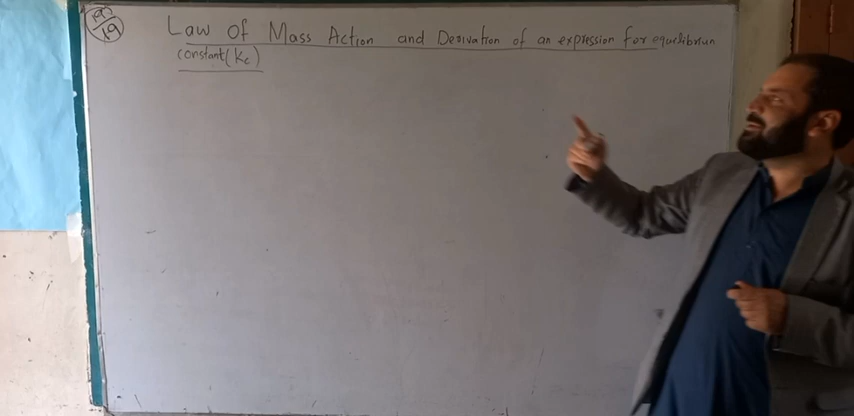 Law Of Mass Action and Derivation of an expression for equilibrium
constant(Kc)
19